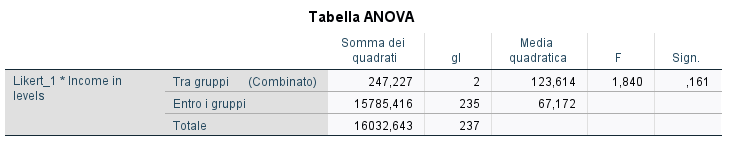 Tabella ANOVA
Somma dei quadrati gl Media quadratica F Sign.
Likert_1 * Income in levels Tra gruppi (Combinato) 247,227 2 123,614 1,840 ,161
Entro i gruppi 15785,416 235 67,172
Totale 16032,643 237